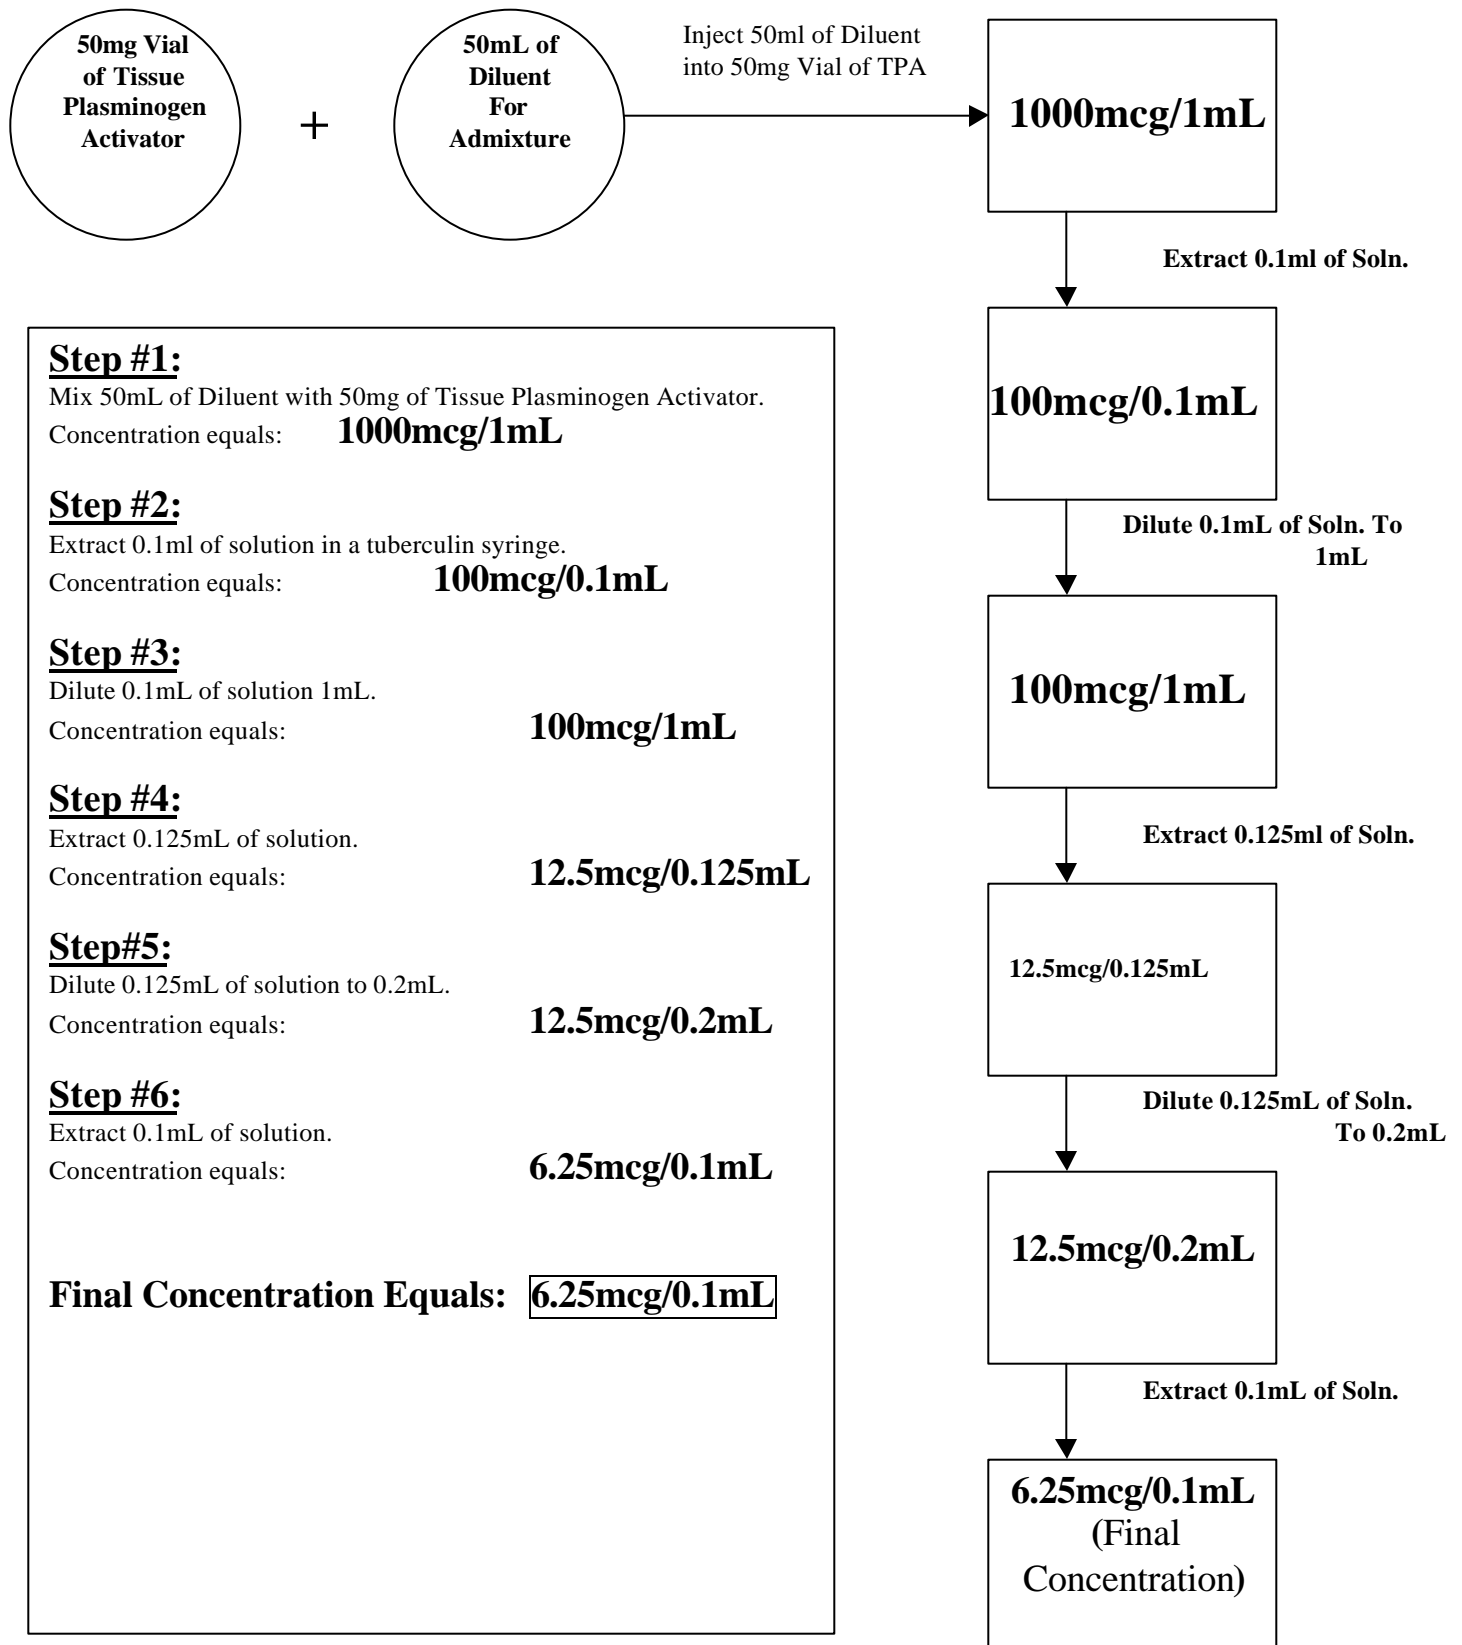 50mg Vial
of Tissue
Plasminogen
Activator
+
50mL of
Diluent
For
Admixture
Inject 50ml of Diluent
into 50mg Vial of TPA
1000mcg/1mL
Extract 0.1ml of Soln.
100mcg/0.1mL
Dilute 0.1mL of Soln. To
1mL
100mcg/1mL
Extract 0.125ml of Soln.
12.5mcg/0.125mL
Dilute 0.125mL of Soln.
To 0.2mL
12.5mcg/0.2mL
Extract 0.1mL of Soln.
6.25mcg/0.1mL
(Final
Concentration)
Step #1:
Mix 50mL of Diluent with 50mg of Tissue Plasminogen Activator.
Concentration equals: 1000mcg/1mL
Step #2:
Extract 0.1ml of solution in a tuberculin syringe.
Concentration equals: 100mcg/0.1mL
Step #3:
Dilute 0.1mL of solution 1mL.
Concentration equals: 100mcg/1mL
Step #4:
Extract 0.125mL of solution.
Concentration equals: 12.5mcg/0.125mL
Step#5:
Dilute 0.125mL of solution to 0.2mL.
Concentration equals: 12.5mcg/0.2mL
Step #6:
Extract 0.1mL of solution.
Concentration equals: 6.25mcg/0.1mL
Final Concentration Equals: 6.25mcg/0.1mL